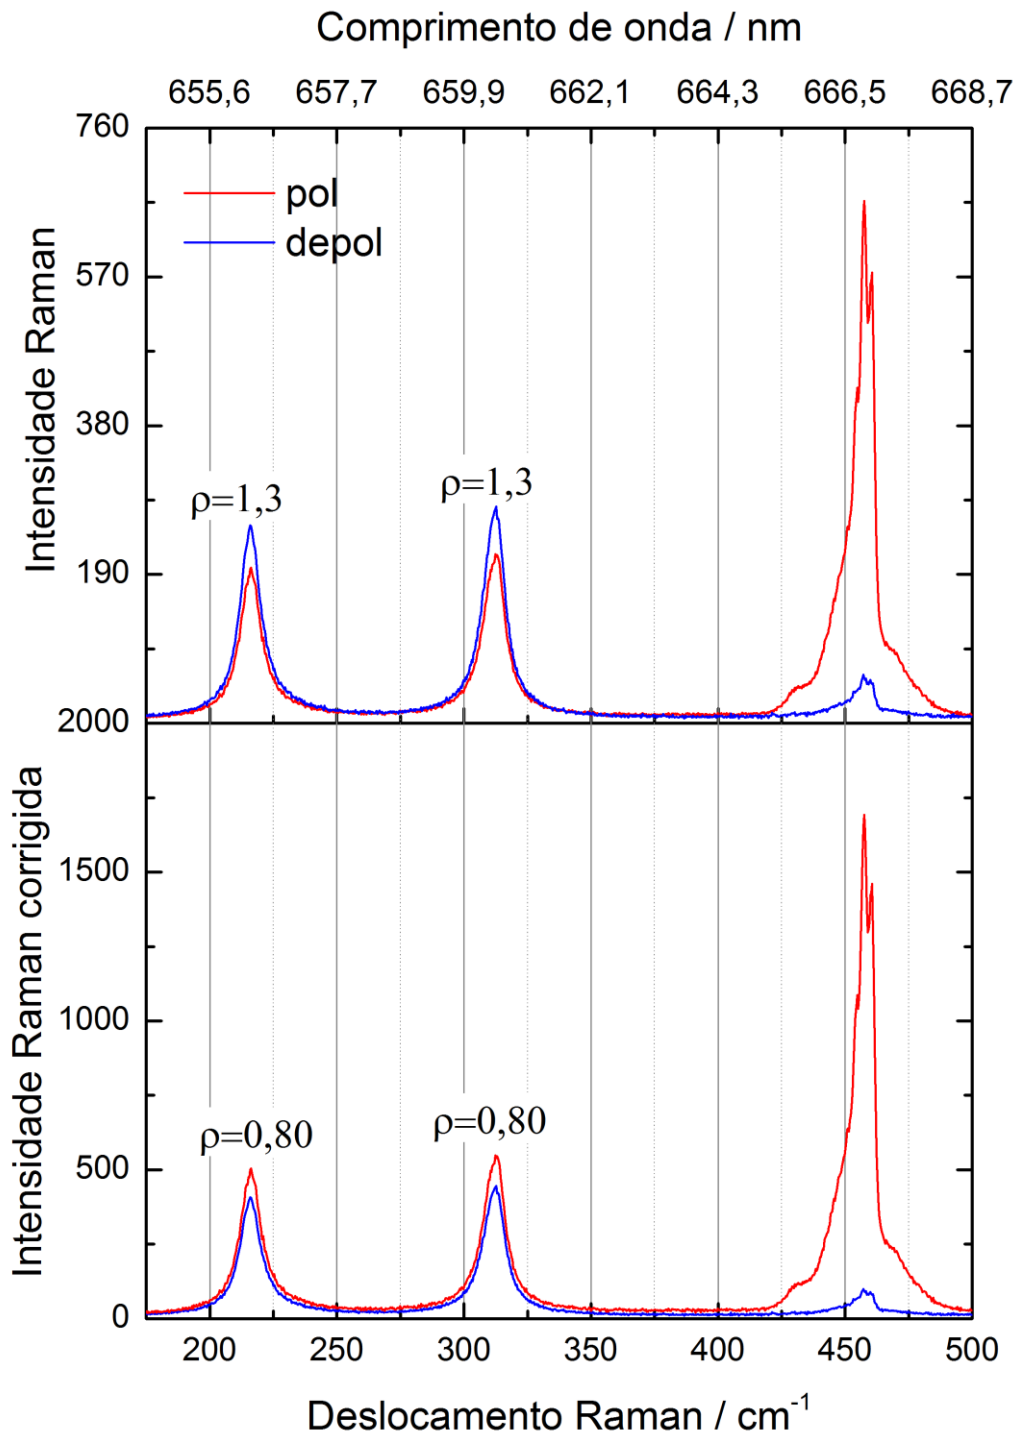 Comprimento de onda / nm
655,6 657,7 659,9 662,1 664,3 666,5 668,7
760
570
380
190
Intensidade Raman
pol
depol
ρ=1,3
ρ=1,3
2000
1500
1000
500
0
Intensidade Raman corrigida
ρ=0,80
ρ=0,80
200 250 300 350 400 450 500
Deslocamento Raman / cm⁻¹